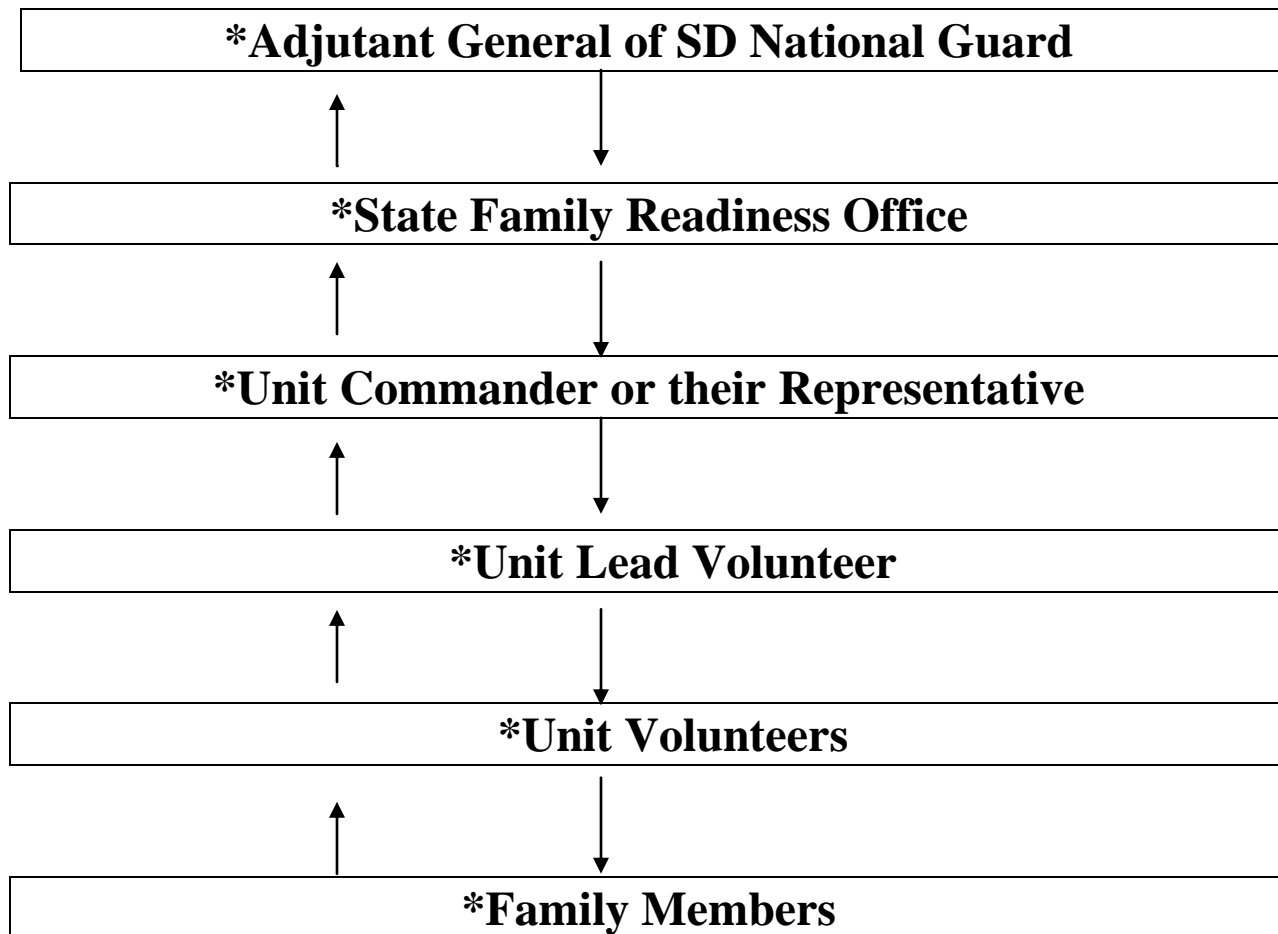 *Adjutant General of SD National Guard
*State Family Readiness Office
*Unit Commander or their Representative
*Unit Lead Volunteer
*Unit Volunteers
*Family Members